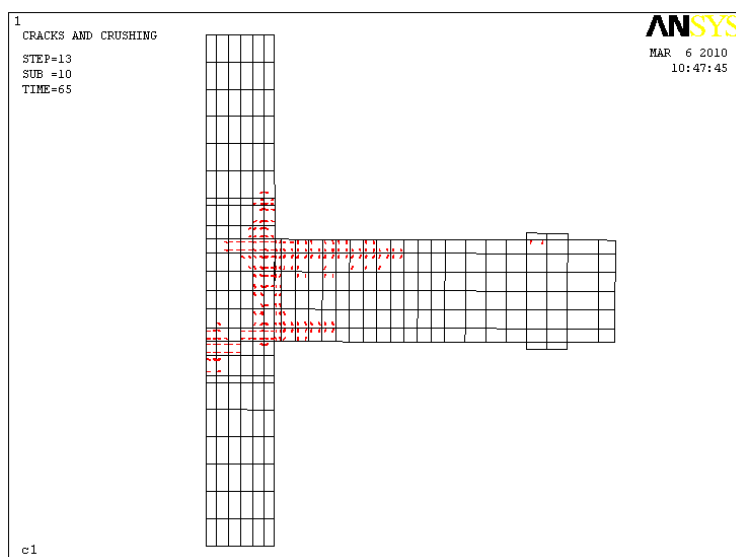 1
CRACKS AND CRUSHING
STEP=13
SUB =10
TIME=65
ANSYS
MAR 6 2010
10:47:45
c1